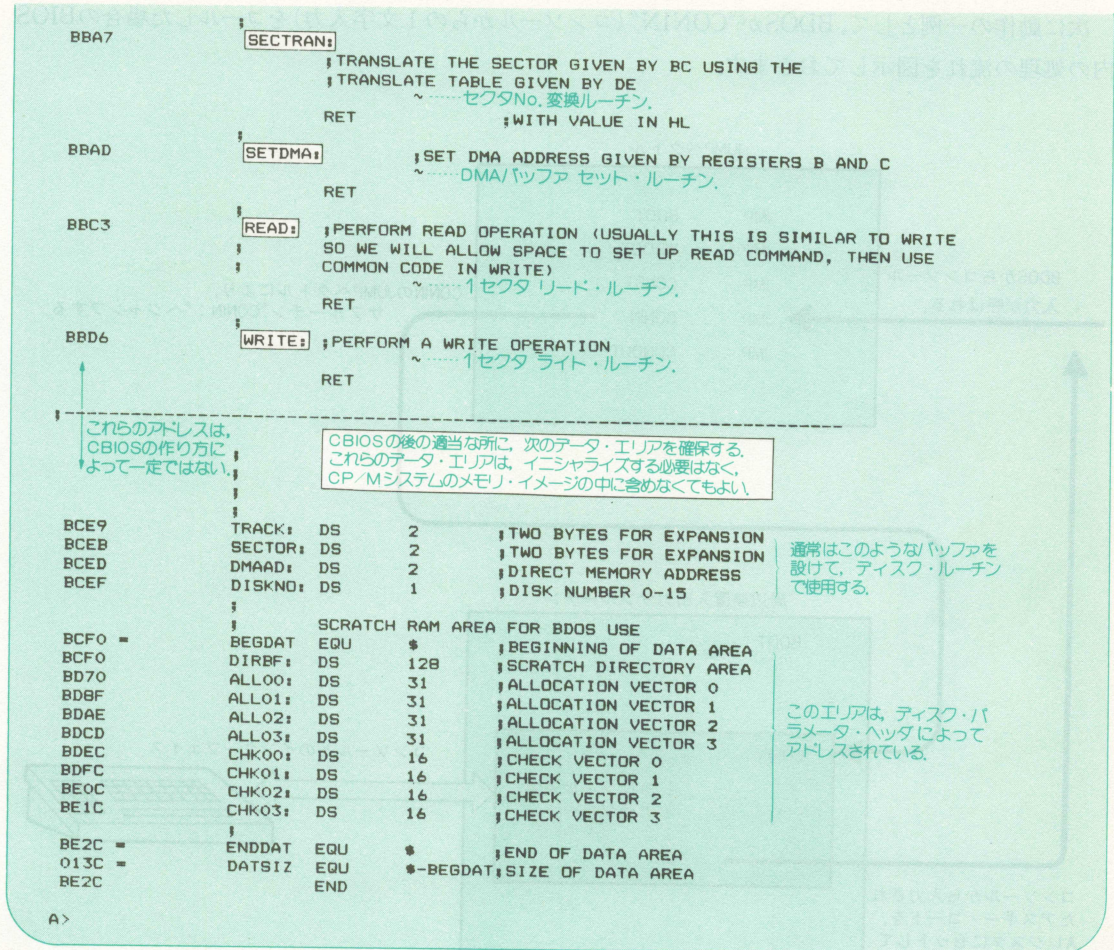 BBA7 ;
SECTRAN:
;TRANSLATE THE SECTOR GIVEN BY BC USING THE
;TRANSLATE TABLE GIVEN BY DE
~ ……セクタNo.変換ルーチン.
RET ;WITH VALUE IN HL
;
BBAD SETDMA: ;SET DMA ADDRESS GIVEN BY REGISTERS B AND C
~ ……DMAバッファ セット・ルーチン.
RET
;
BBC3 READ: ;PERFORM READ OPERATION (USUALLY THIS IS SIMILAR TO WRITE
; SO WE WILL ALLOW SPACE TO SET UP READ COMMAND, THEN USE
; COMMON CODE IN WRITE)
~ ……1セクタ リード・ルーチン.
RET
;
BBD6 WRITE: ;PERFORM A WRITE OPERATION
~ ……1セクタ ライト・ルーチン.
RET
;------------------------------------------------------------
これらのアドレスは,
CBIOSの作り方に
よって一定ではない.
CBIOSの後の適当な所に, 次のデータ・エリアを確保する.
これらのデータ・エリアは, イニシャライズする必要はなく,
CP/Mシステムのメモリ・イメージの中に含めなくてもよい.
;
;
;
;
;
BCE9 TRACK: DS 2 ;TWO BYTES FOR EXPANSION
BCEB SECTOR: DS 2 ;TWO BYTES FOR EXPANSION
BCED DMAAD: DS 2 ;DIRECT MEMORY ADDRESS
BCEF DISKNO: DS 1 ;DISK NUMBER 0-15
通常はこのようなバッファを
設けて, ディスク・ルーチン
で使用する.
;
; SCRATCH RAM AREA FOR BDOS USE
BCF0 = BEGDAT EQU $ ;BEGINNING OF DATA AREA
BCF0 DIRBF: DS 128 ;SCRATCH DIRECTORY AREA
BD70 ALL00: DS 31 ;ALLOCATION VECTOR 0
BD8F ALL01: DS 31 ;ALLOCATION VECTOR 1
BDAE ALL02: DS 31 ;ALLOCATION VECTOR 2
BDCD ALL03: DS 31 ;ALLOCATION VECTOR 3
BDEC CHK00: DS 16 ;CHECK VECTOR 0
BDFC CHK01: DS 16 ;CHECK VECTOR 1
BE0C CHK02: DS 16 ;CHECK VECTOR 2
BE1C CHK03: DS 16 ;CHECK VECTOR 3
このエリアは, ディスク・パ
ラメータ・ヘッダによって
アドレスされている.
;
BE2C = ENDDAT EQU $ ;END OF DATA AREA
013C = DATSIZ EQU $-BEGDAT;SIZE OF DATA AREA
BE2C END
A>